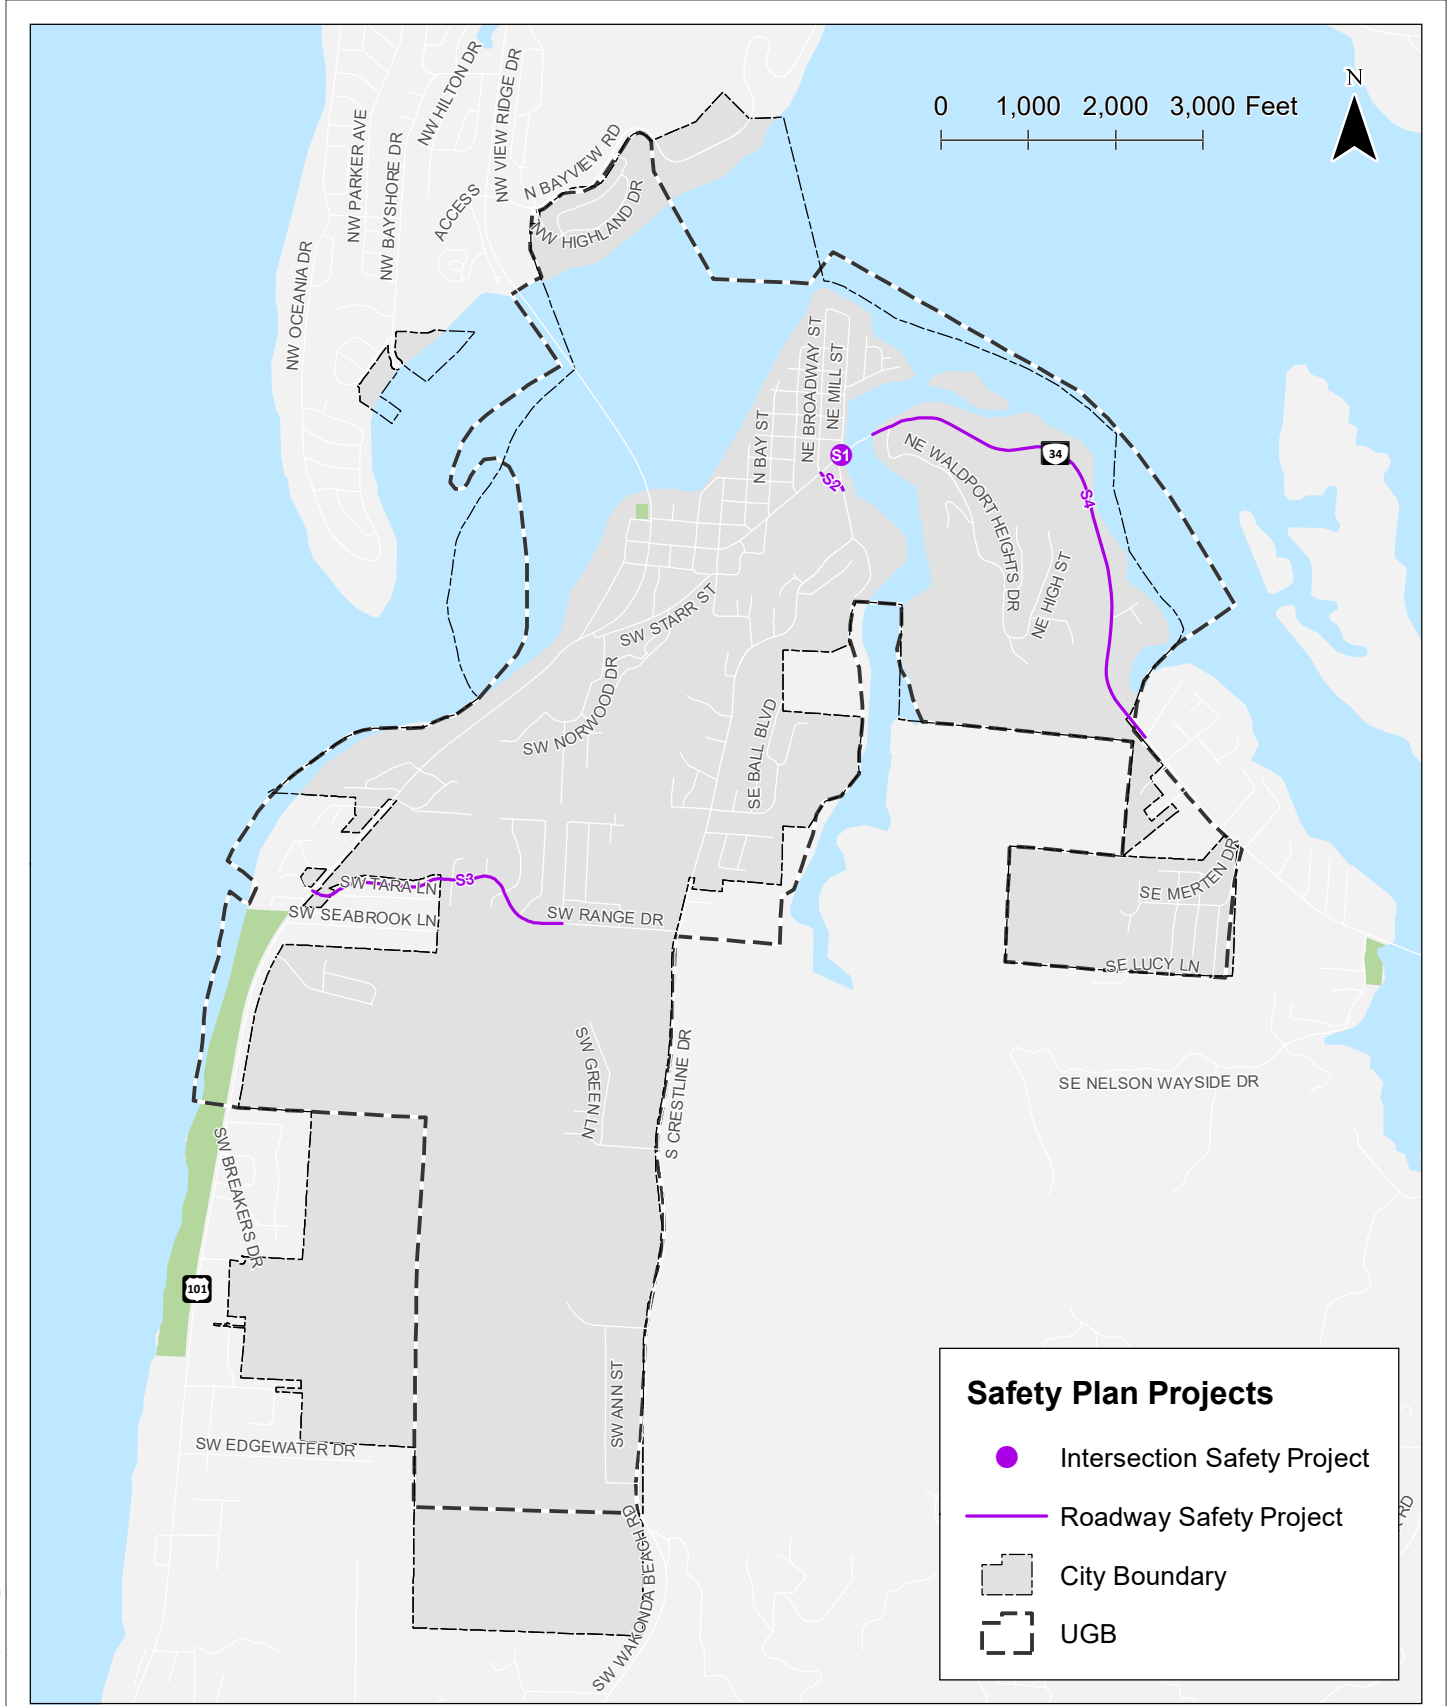 N
0 1,000 2,000 3,000 Feet
NW HILTON DR
NW VIEW RIDGE DR
NW PARKER AVE
NW BAYSHORE DR
ACCESS
N BAYVIEW RD
NW HIGHLAND DR
NW OCEANIA DR
NE BROADWAY ST
NE MILL ST
N BAY ST
S1
S2
NE WALDPORT HEIGHTS DR
34
S4
NE HIGH ST
SW STARR ST
SW NORWOOD DR
SE BALL BLVD
SW TARA LN
S3
SW SEABROOK LN
SW RANGE DR
SE MERTEN DR
SE LUCY LN
SW GREEN LN
S CRESTLINE DR
SE NELSON WAYSIDE DR
SW BREAKERS DR
101
SW ANN ST
SW EDGEWATER DR
SW WAKONDA BEACH RD
RD
Safety Plan Projects
Intersection Safety Project
Roadway Safety Project
City Boundary
UGB